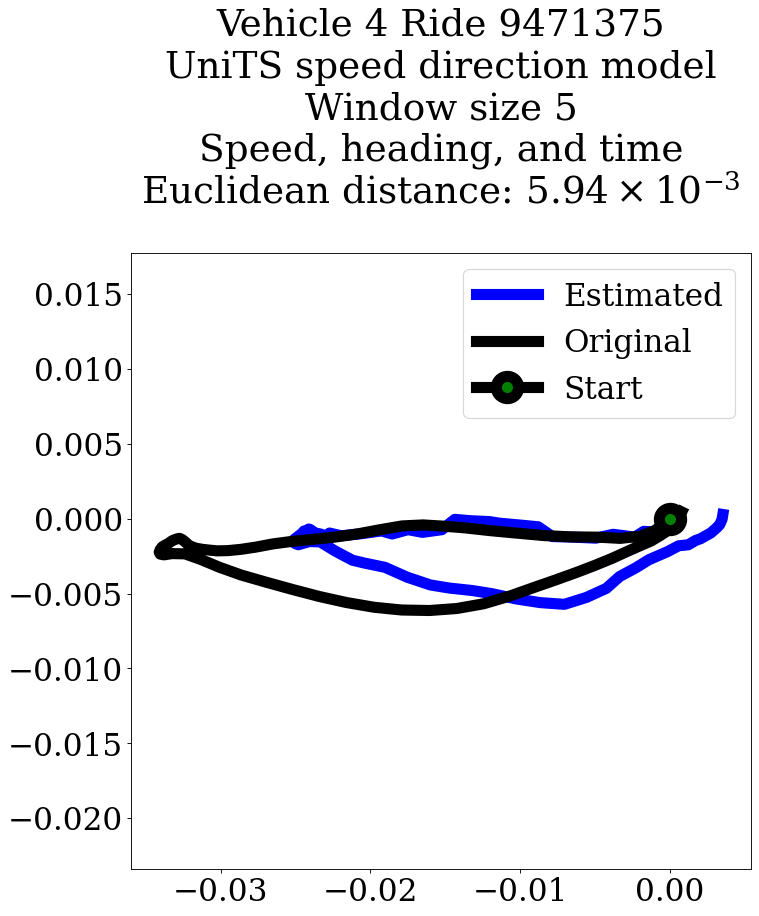 Vehicle 4 Ride 9471375
UniTS speed direction model
Window size 5
Speed, heading, and time
Euclidean distance: 5.94 × 10⁻³
Estimated
Original
Start
0.015
0.010
0.005
0.000
−0.005
−0.010
−0.015
−0.020
−0.03 −0.02 −0.01 0.00